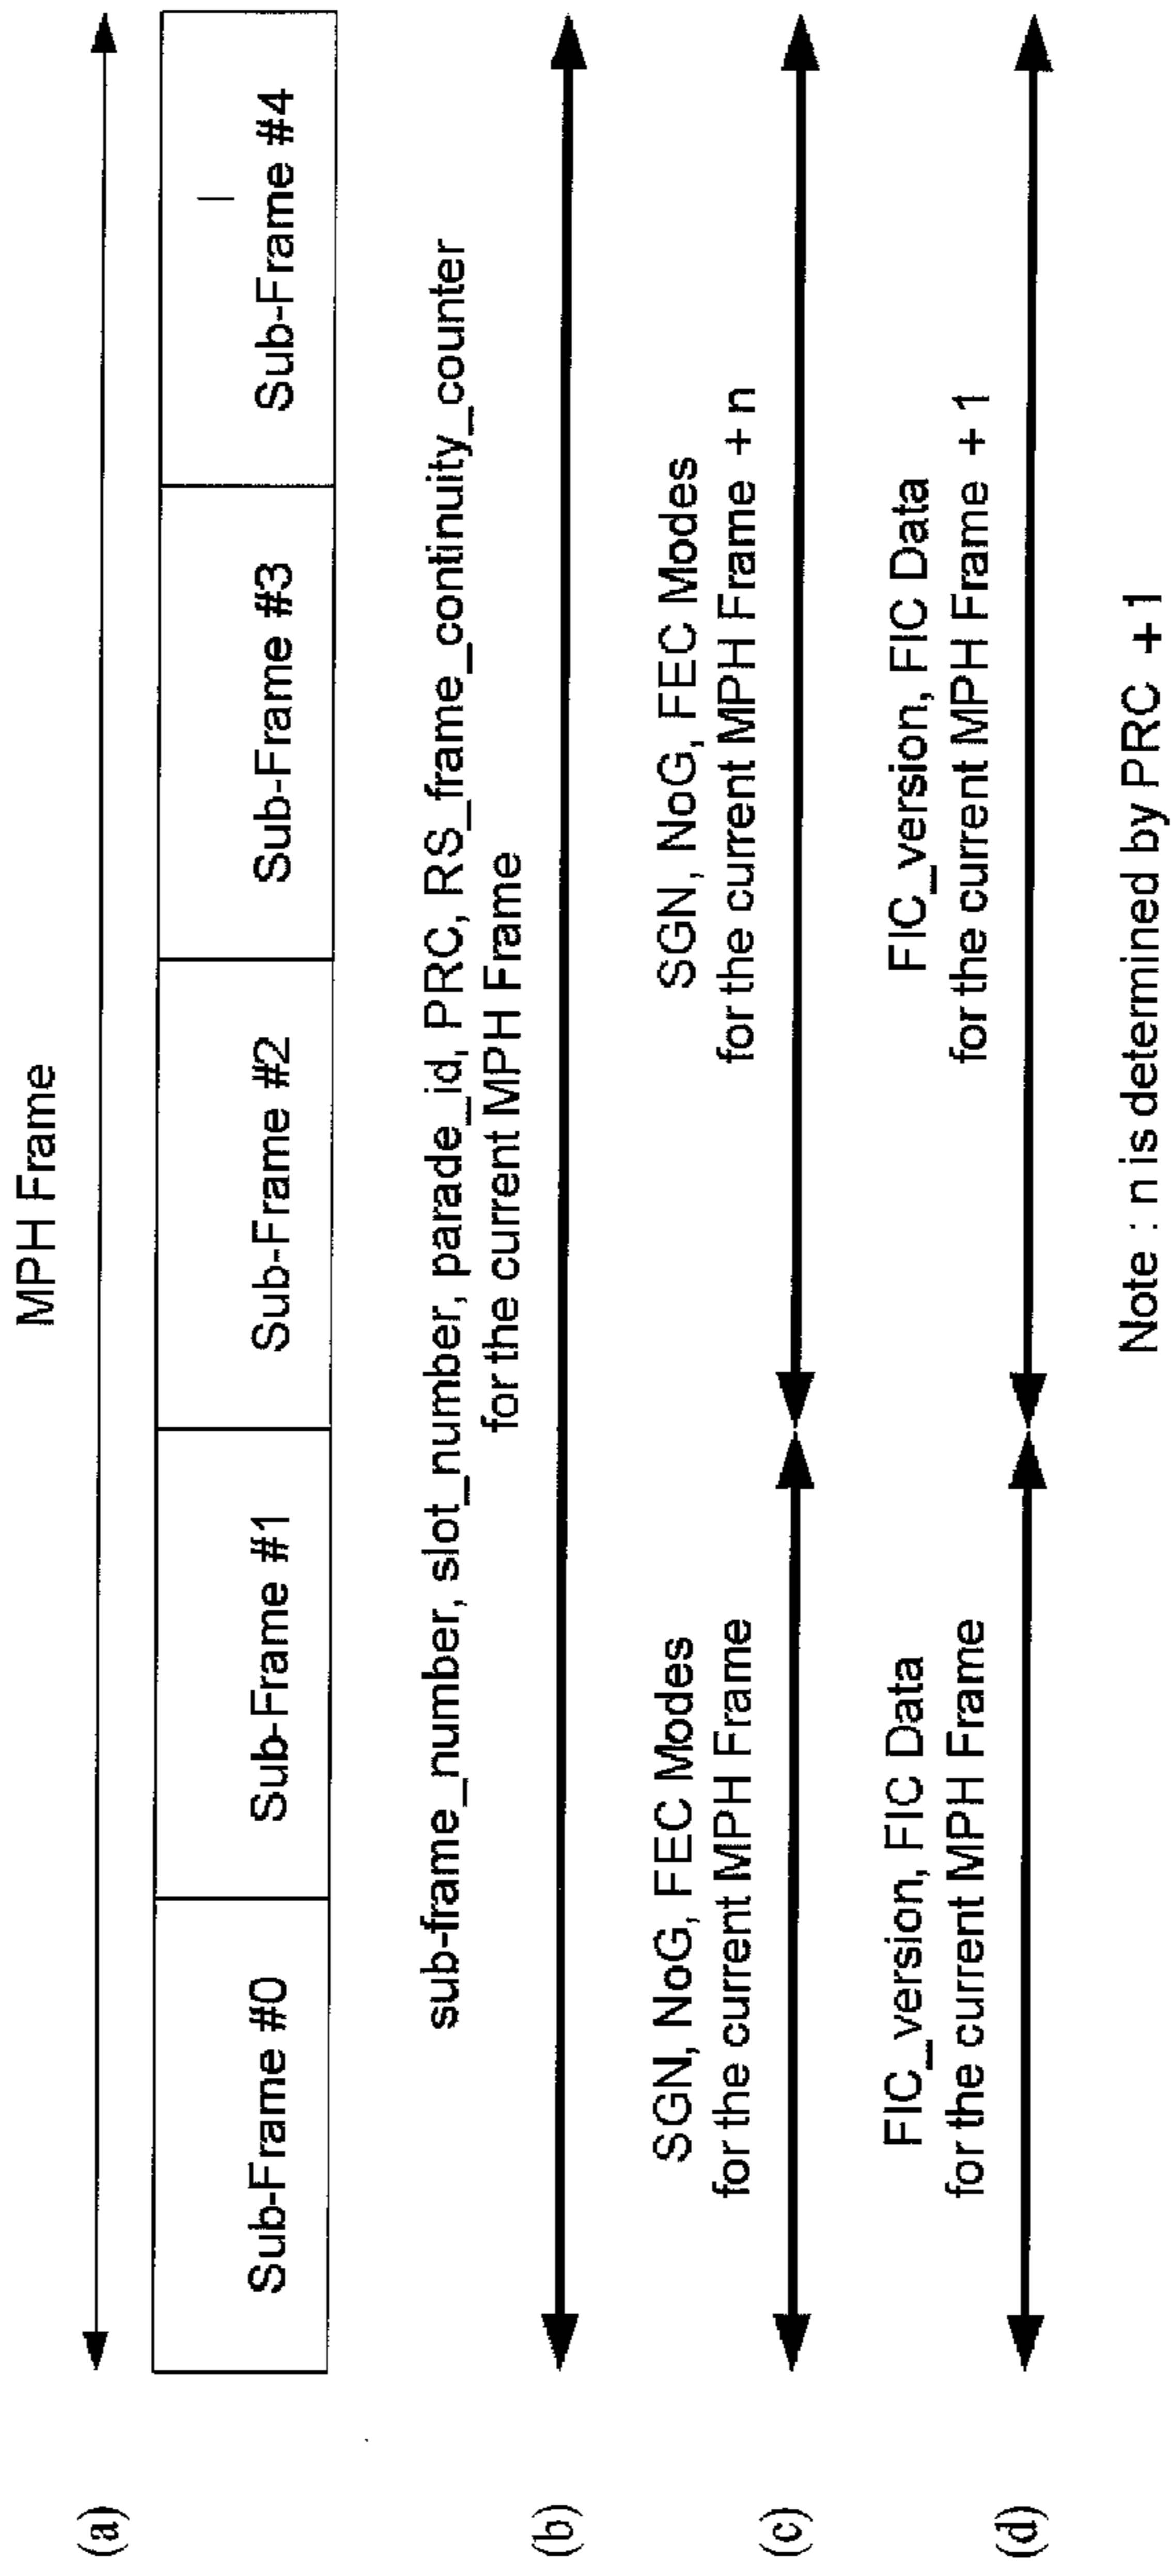 (a)
MPH Frame
Sub-Frame #0
Sub-Frame #1
Sub-Frame #2
Sub-Frame #3
Sub-Frame #4
(b)
sub-frame_number, slot_number, parade_id, PRC, RS_frame_continuity_counter
for the current MPH Frame
(c)
SGN, NoG, FEC Modes
for the current MPH Frame
SGN, NoG, FEC Modes
for the current MPH Frame + n
(d)
FIC_version, FIC Data
for the current MPH Frame
FIC_version, FIC Data
for the current MPH Frame + 1
Note : n is determined by PRC + 1